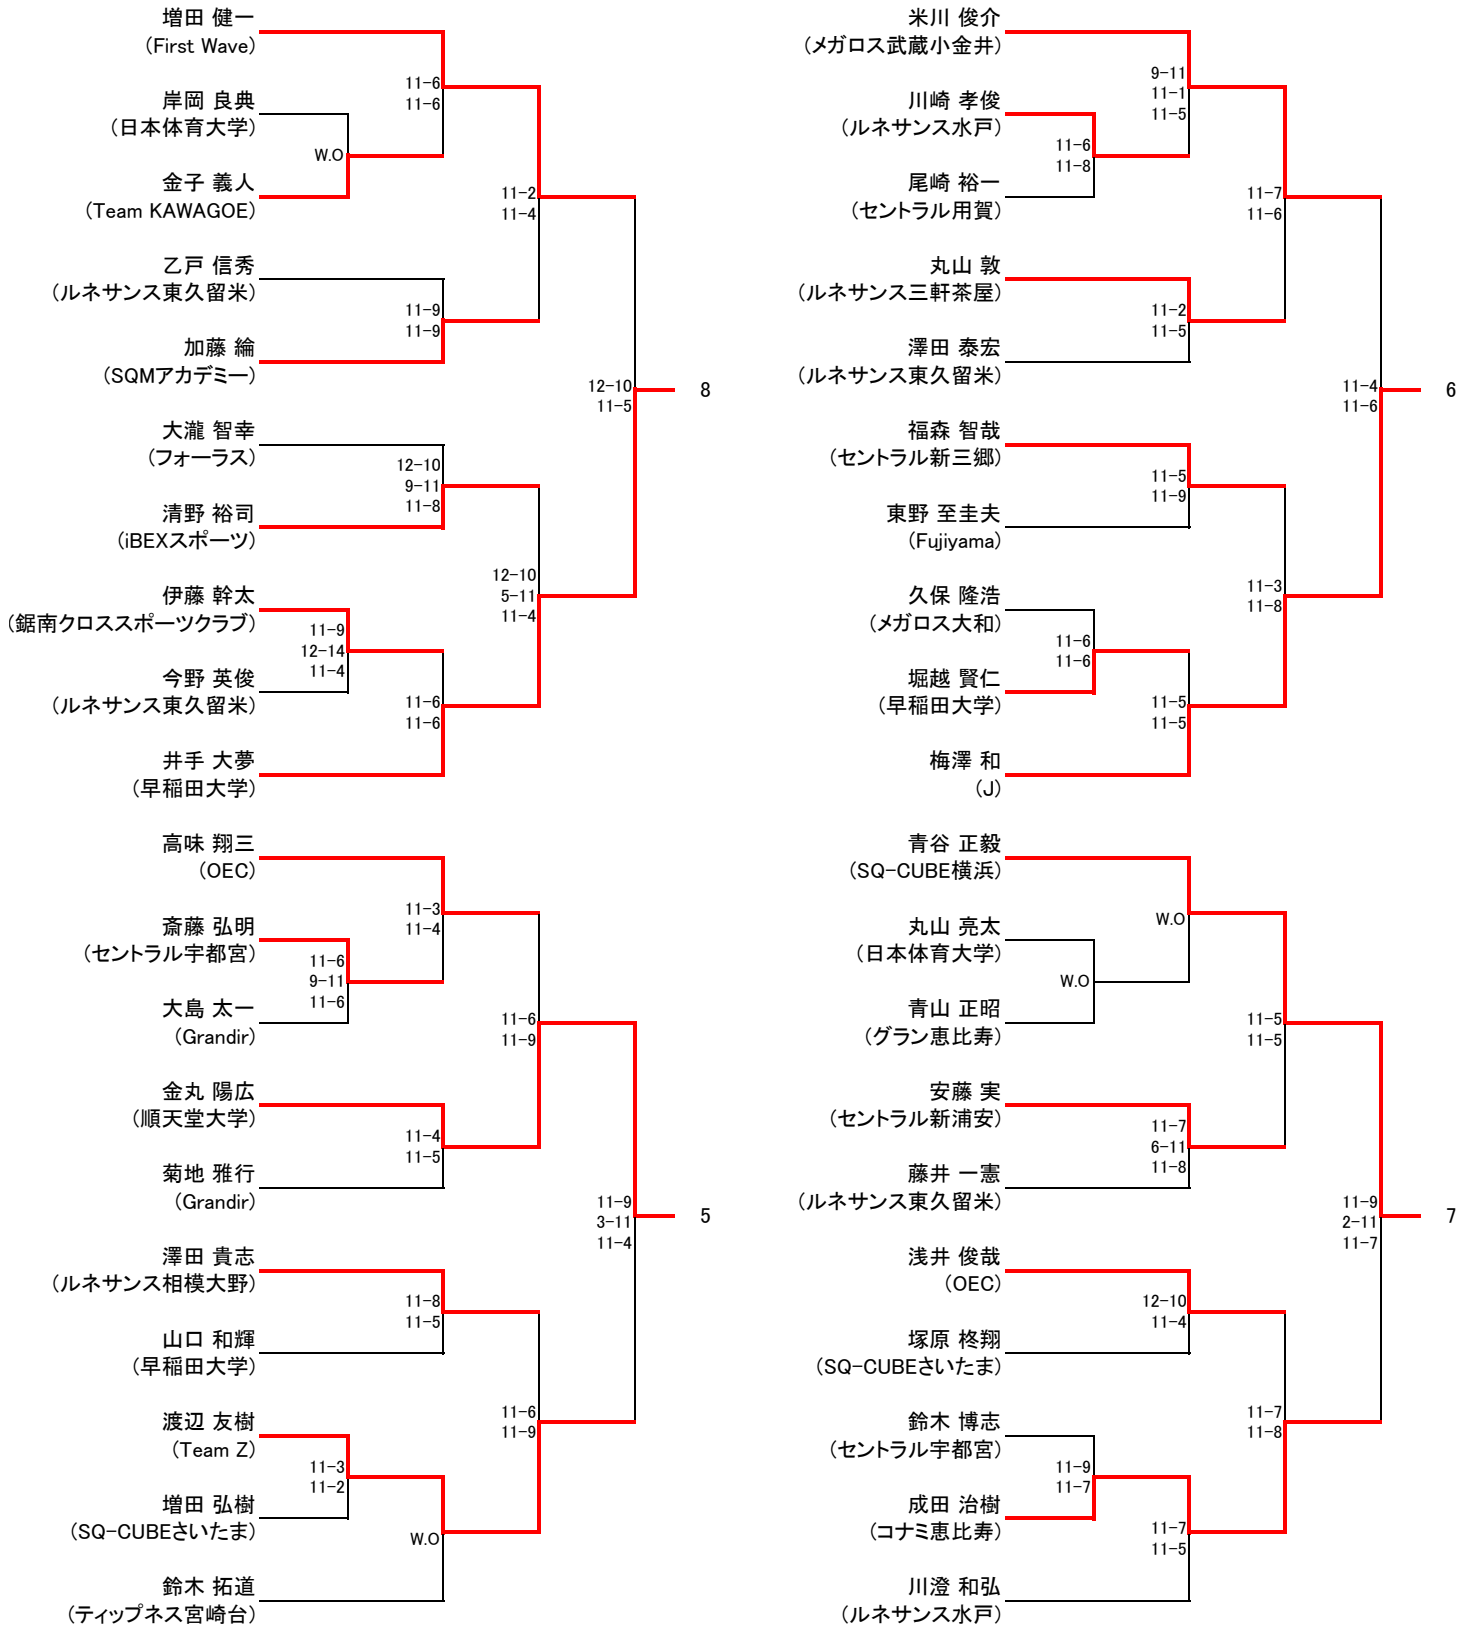 増田 健一
(First Wave)
11-6
11-6
岸岡 良典
(日本体育大学)
W.O
金子 義人
(Team KAWAGOE)
11-2
11-4
乙戸 信秀
(ルネサンス東久留米)
11-9
11-9
加藤 綸
(SQMアカデミー)
12-10
11-5
8
大瀧 智幸
(フォーラス)
12-10
9-11
11-8
清野 裕司
(iBEXスポーツ)
12-10
5-11
11-4
伊藤 幹太
(鋸南クロススポーツクラブ)
11-9
12-14
11-4
今野 英俊
(ルネサンス東久留米)
11-6
11-6
井手 大夢
(早稲田大学)
高味 翔三
(OEC)
11-3
11-4
斎藤 弘明
(セントラル宇都宮)
11-6
9-11
11-6
大島 太一
(Grandir)
11-6
11-9
金丸 陽広
(順天堂大学)
11-4
11-5
菊地 雅行
(Grandir)
11-9
3-11
11-4
5
澤田 貴志
(ルネサンス相模大野)
11-8
11-5
山口 和輝
(早稲田大学)
11-6
11-9
渡辺 友樹
(Team Z)
11-3
11-2
増田 弘樹
(SQ-CUBEさいたま)
W.O
鈴木 拓道
(ティップネス宮崎台)
米川 俊介
(メガロス武蔵小金井)
9-11
11-1
11-5
川崎 孝俊
(ルネサンス水戸)
11-6
11-8
尾崎 裕一
(セントラル用賀)
11-7
11-6
丸山 敦
(ルネサンス三軒茶屋)
11-2
11-5
澤田 泰宏
(ルネサンス東久留米)
11-4
11-6
6
福森 智哉
(セントラル新三郷)
11-5
11-9
東野 至圭夫
(Fujiyama)
11-3
11-8
久保 隆浩
(メガロス大和)
11-6
11-6
堀越 賢仁
(早稲田大学)
11-5
11-5
梅澤 和
(J)
青谷 正毅
(SQ-CUBE横浜)
W.O
丸山 亮太
(日本体育大学)
W.O
青山 正昭
(グラン恵比寿)
11-5
11-5
安藤 実
(セントラル新浦安)
11-7
6-11
11-8
藤井 一憲
(ルネサンス東久留米)
11-9
2-11
11-7
7
浅井 俊哉
(OEC)
12-10
11-4
塚原 柊翔
(SQ-CUBEさいたま)
11-7
11-8
鈴木 博志
(セントラル宇都宮)
11-9
11-7
成田 治樹
(コナミ恵比寿)
11-7
11-5
川澄 和弘
(ルネサンス水戸)